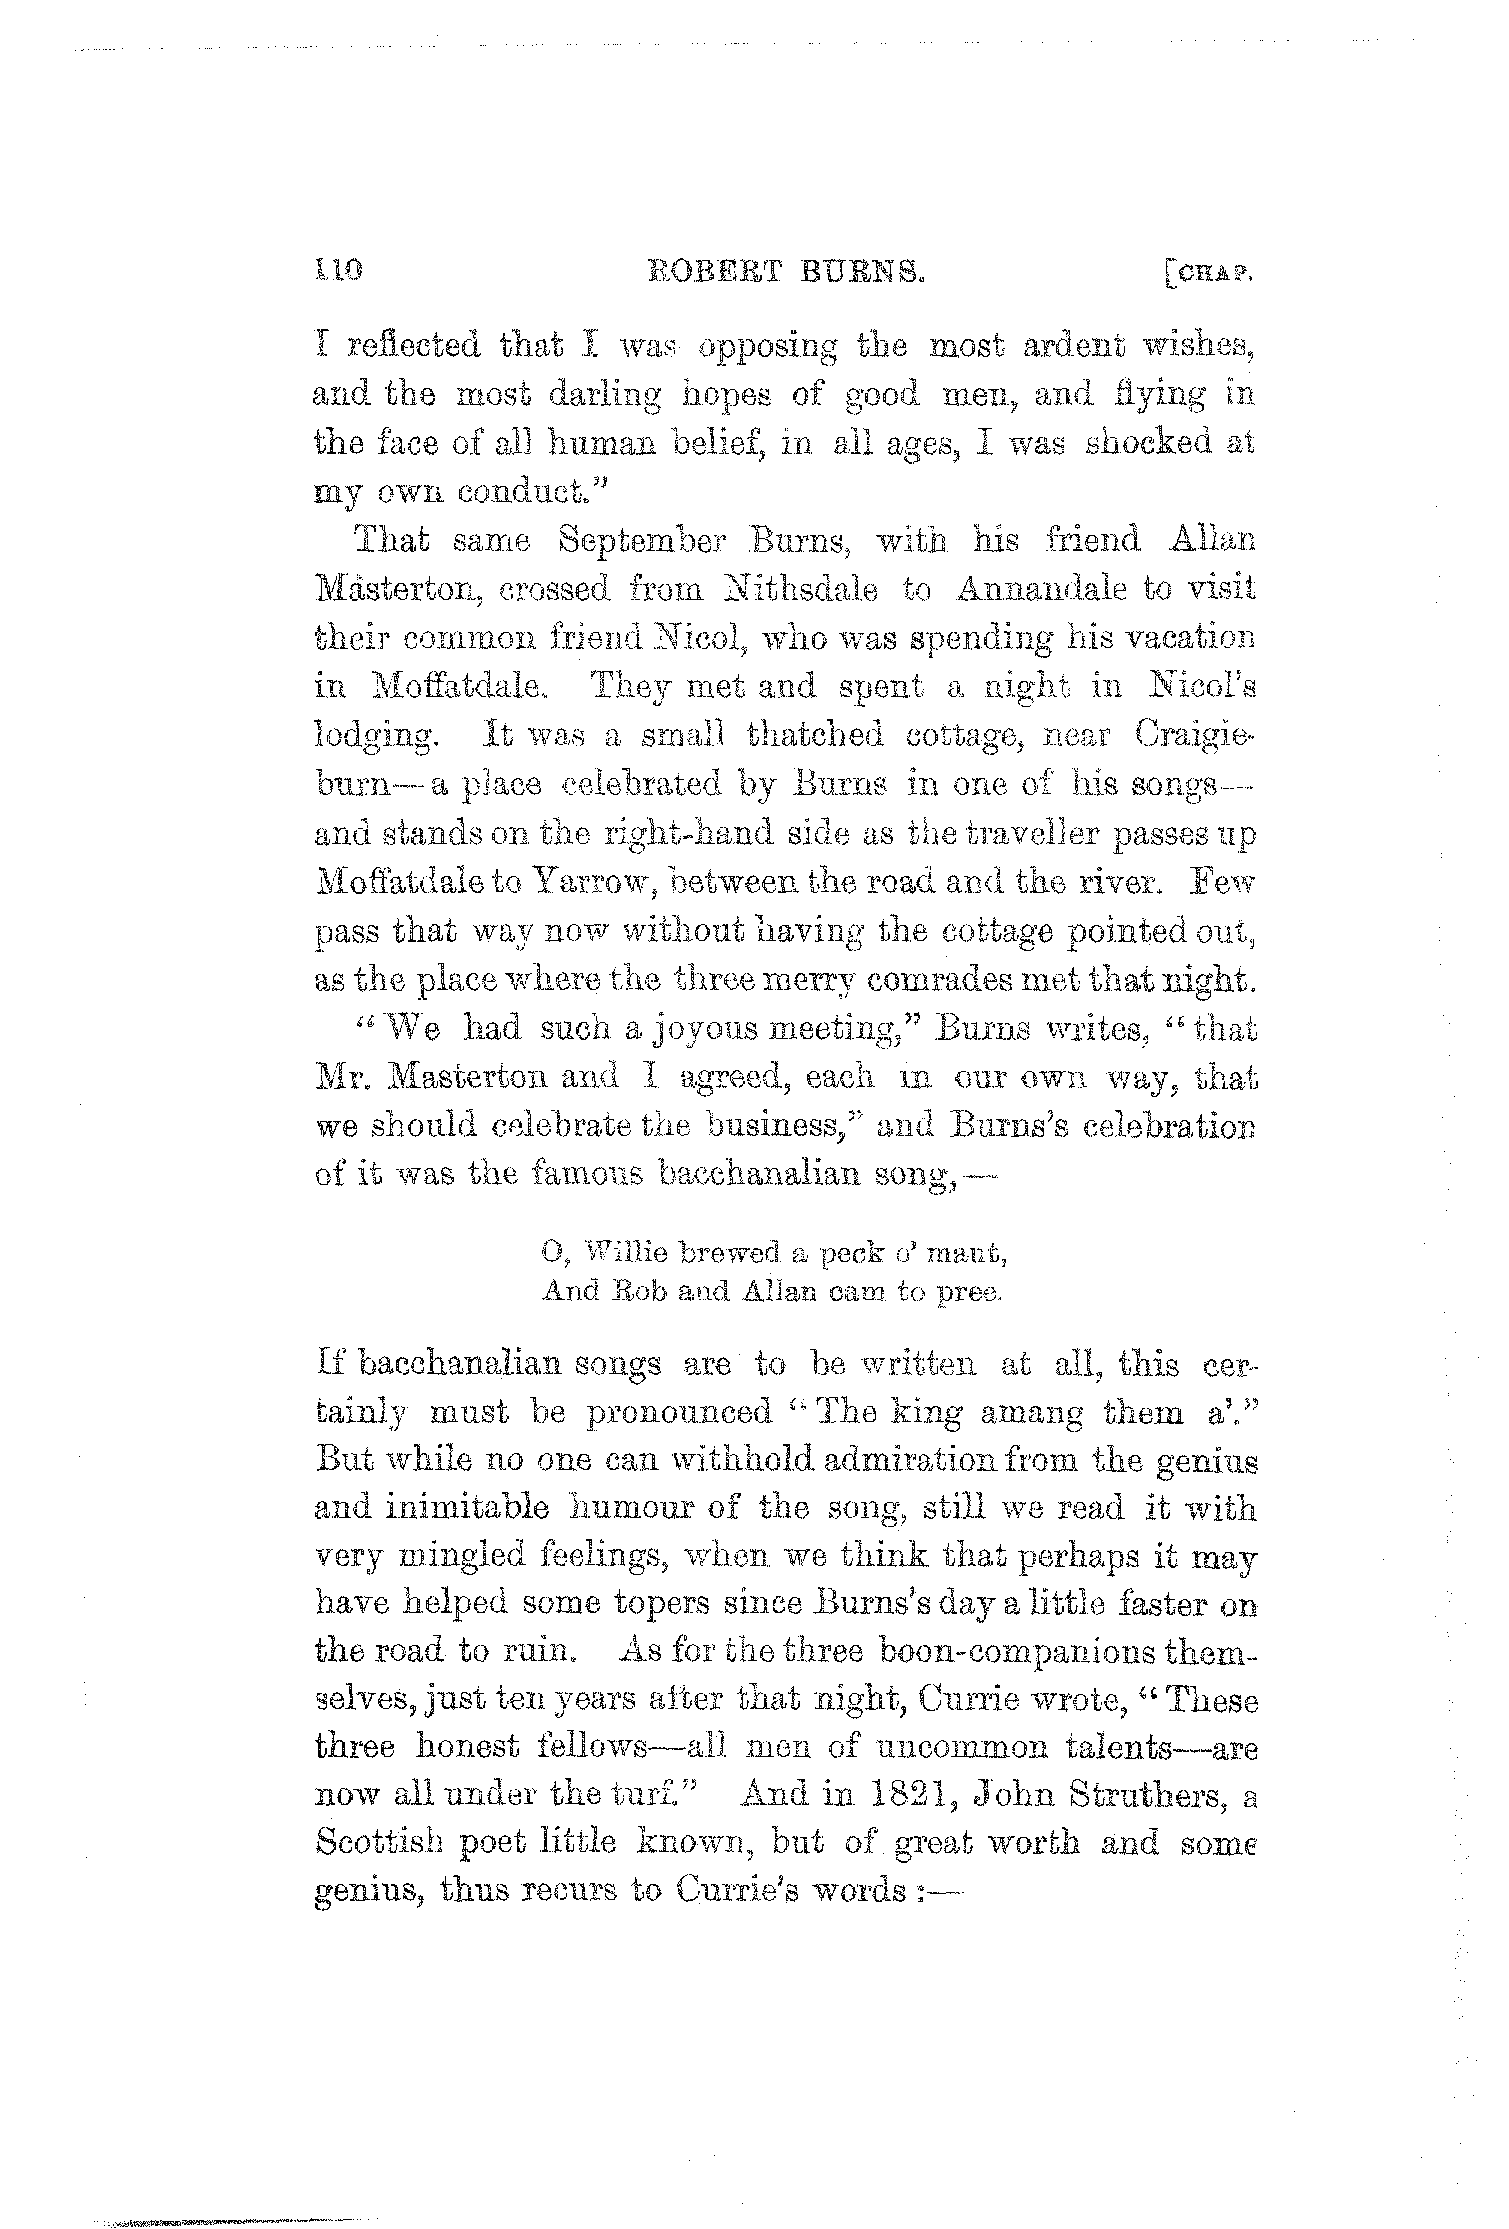 110 ROBERT BURNS. [CHAP.
I reflected that I was opposing the most ardent wishes,
and the most darling hopes of good men, and flying in
the face of all human belief, in all ages, I was shocked at
my own conduct.”
That same September Burns, with his friend Allan
Masterton, crossed from Nithsdale to Annandale to visit
their common friend Nicol, who was spending his vacation
in Moffatdale. They met and spent a night in Nicol's
lodging. It was a small thatched cottage, near Craigie-
burn—a place celebrated by Burns in one of his songs—
and stands on the right-hand side as the traveller passes up
Moffatdale to Yarrow, between the road and the river. Few
pass that way now without having the cottage pointed out,
as the place where the three merry comrades met that night.
“We had such a joyous meeting,” Burns writes, “that
Mr. Masterton and I agreed, each in our own way, that
we should celebrate the business,” and Burns's celebration
of it was the famous bacchanalian song,—
O, Willie brewed a peck o' maut,
And Rob and Allan cam to pree.
If bacchanalian songs are to be written at all, this cer-
tainly must be pronounced “The king amang them a'.”
But while no one can withhold admiration from the genius
and inimitable humour of the song, still we read it with
very mingled feelings, when we think that perhaps it may
have helped some topers since Burns's day a little faster on
the road to ruin. As for the three boon-companions them-
selves, just ten years after that night, Currie wrote, “These
three honest fellows—all men of uncommon talents—are
now all under the turf.” And in 1821, John Struthers, a
Scottish poet little known, but of great worth and some
genius, thus recurs to Currie's words :—